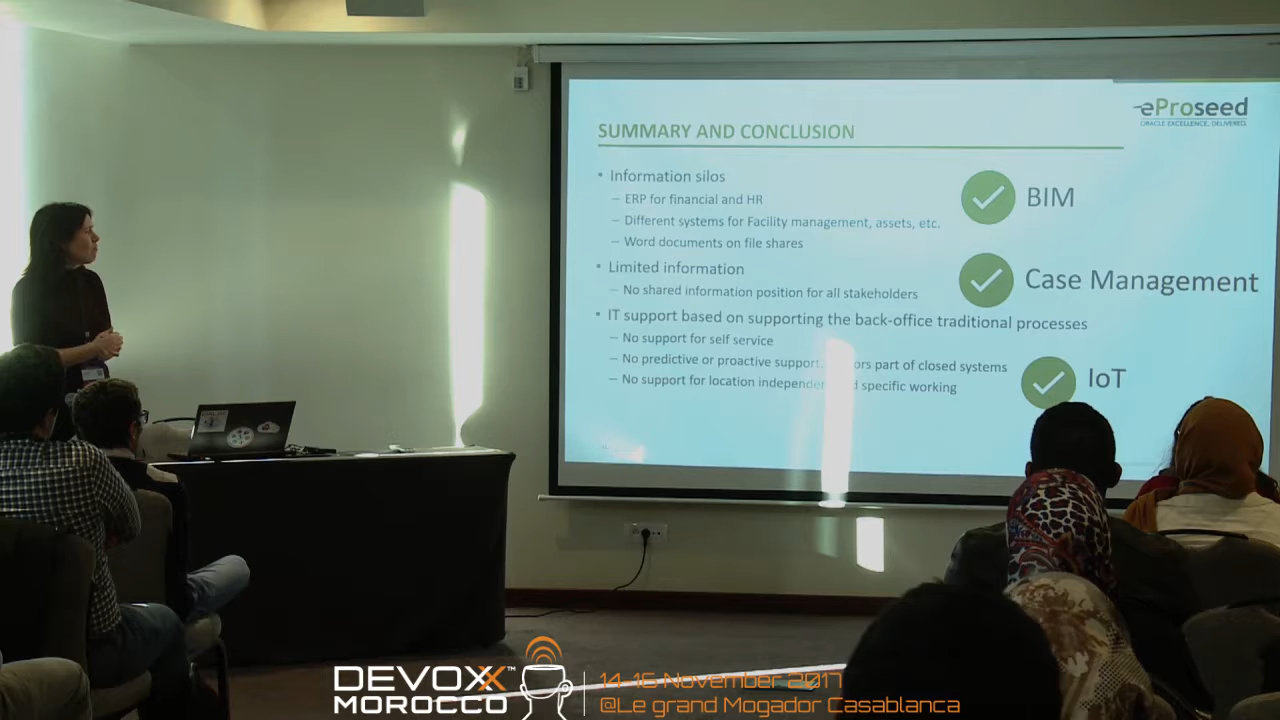 eProseed
ORACLE EXCELLENCE, DELIVERED.
SUMMARY AND CONCLUSION
• Information silos
– ERP for financial and HR
– Different systems for Facility management, assets, etc.
– Word documents on file shares
BIM
• Limited information
– No shared information position for all stakeholders
Case Management
• IT support based on supporting the back-office traditional processes
– No support for self service
– No predictive or proactive support, part of closed systems
– No support for location specific working
IoT
DEVOXX™
MOROCCO
14-16 November 2017
@Le grand Mogador Casablanca